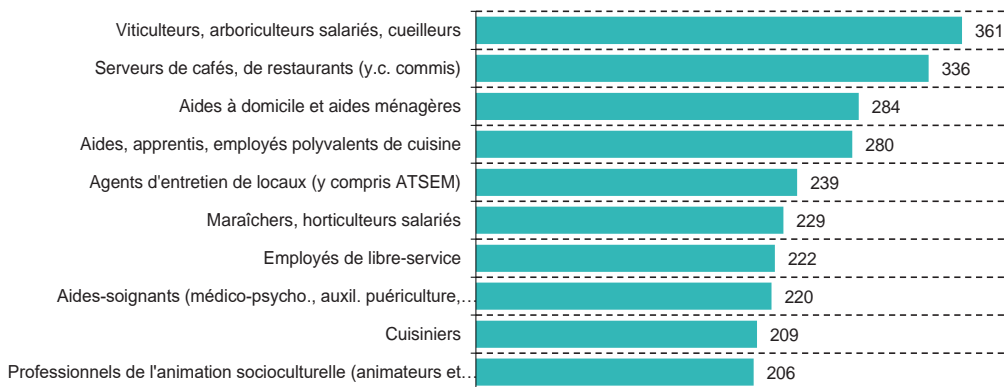 Viticulteurs, arboriculteurs salariés, cueilleurs 361
Serveurs de cafés, de restaurants (y.c. commis) 336
Aides à domicile et aides ménagères 284
Aides, apprentis, employés polyvalents de cuisine 280
Agents d'entretien de locaux (y compris ATSEM) 239
Maraîchers, horticulteurs salariés 229
Employés de libre-service 222
Aides-soignants (médico-psycho., auxil. puériculture,... 220
Cuisiniers 209
Professionnels de l'animation socioculturelle (animateurs et... 206